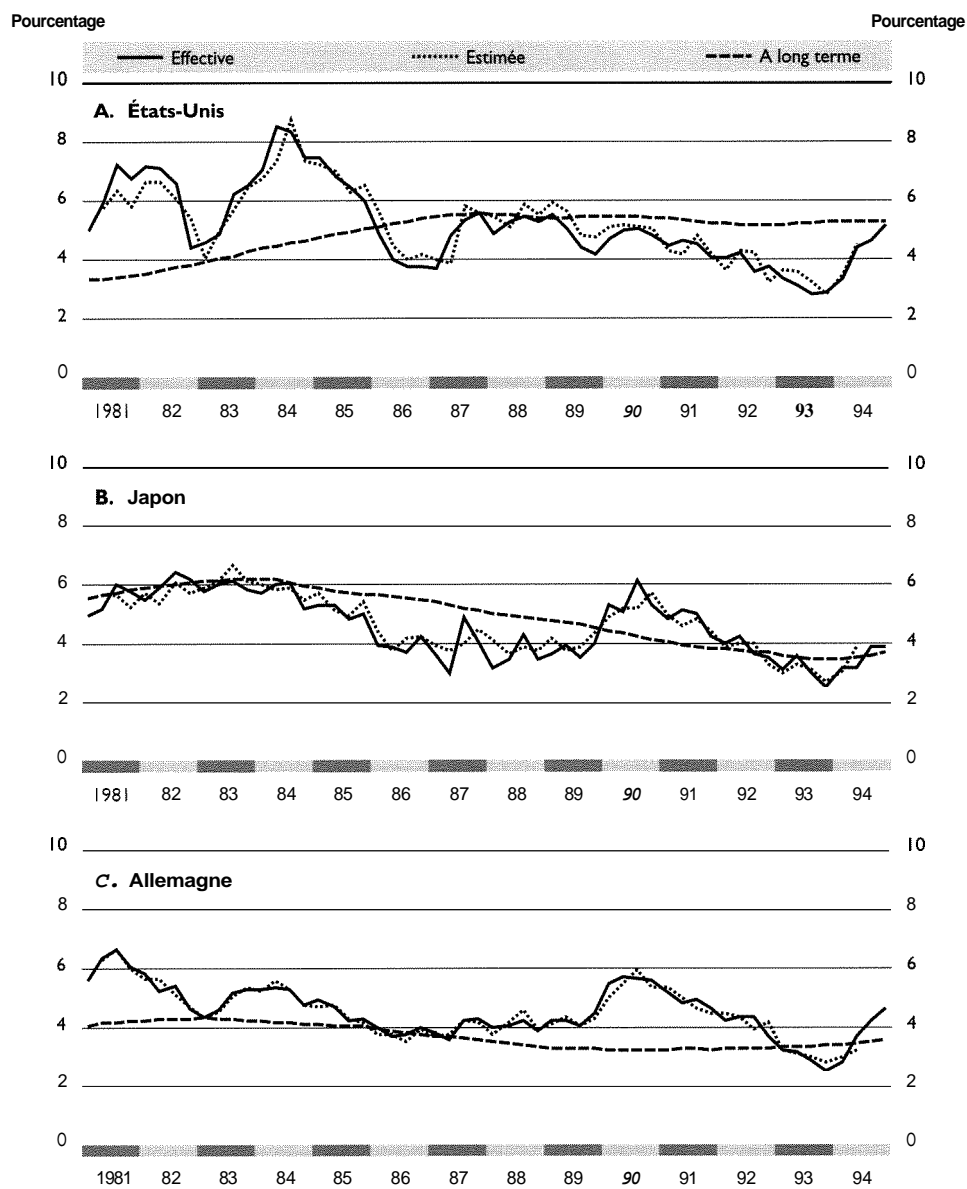 Pourcentage Pourcentage
Effective Estimée A long terme
10 10
A. États-Unis
8 8
6 6
4 4
2 2
0 0
1981 82 83 84 85 86 87 88 89 90 91 92 93 94
10 10
B. Japon
8 8
6 6
4 4
2 2
0 0
1981 82 83 84 85 86 87 88 89 90 91 92 93 94
10 10
C. Allemagne
8 8
6 6
4 4
2 2
0 0
1981 82 83 84 85 86 87 88 89 90 91 92 93 94